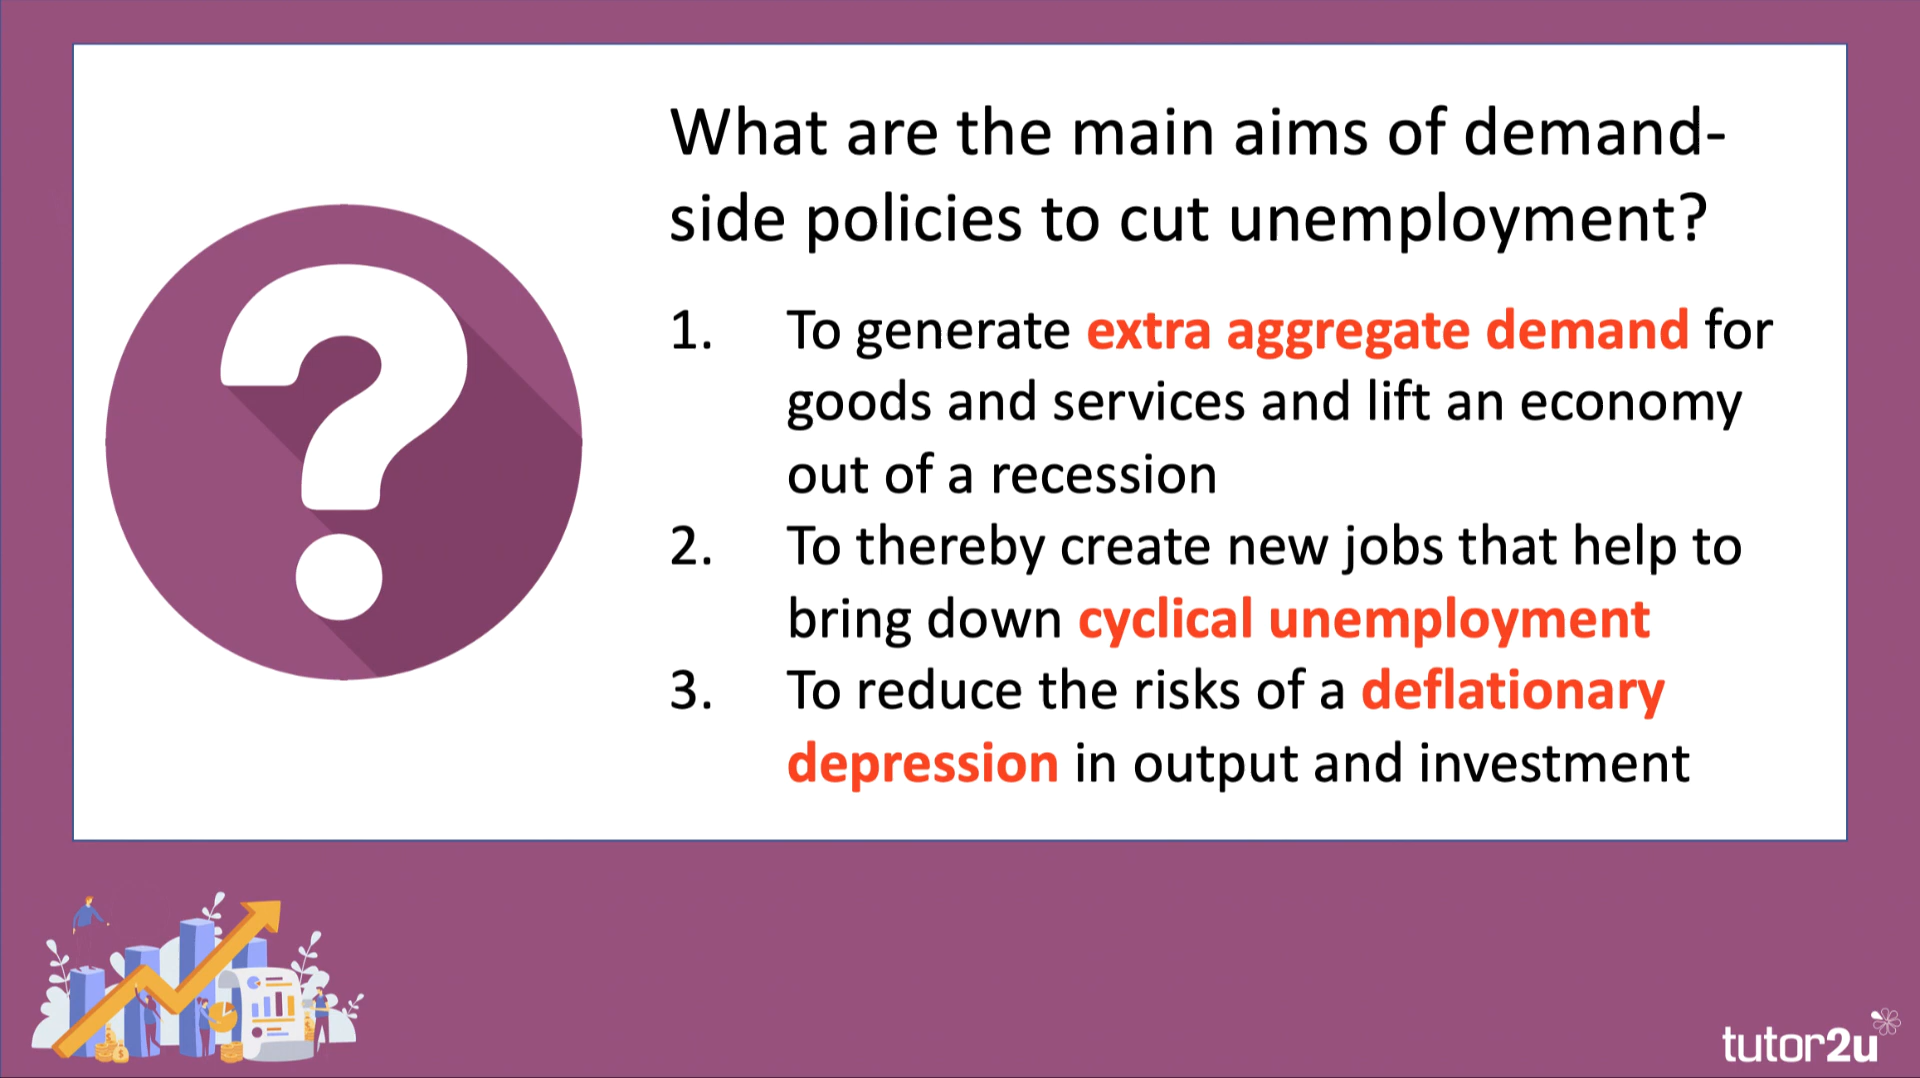 What are the main aims of demand-
side policies to cut unemployment?
1. To generate extra aggregate demand for
goods and services and lift an economy
out of a recession
2. To thereby create new jobs that help to
bring down cyclical unemployment
3. To reduce the risks of a deflationary
depression in output and investment
tutor2u